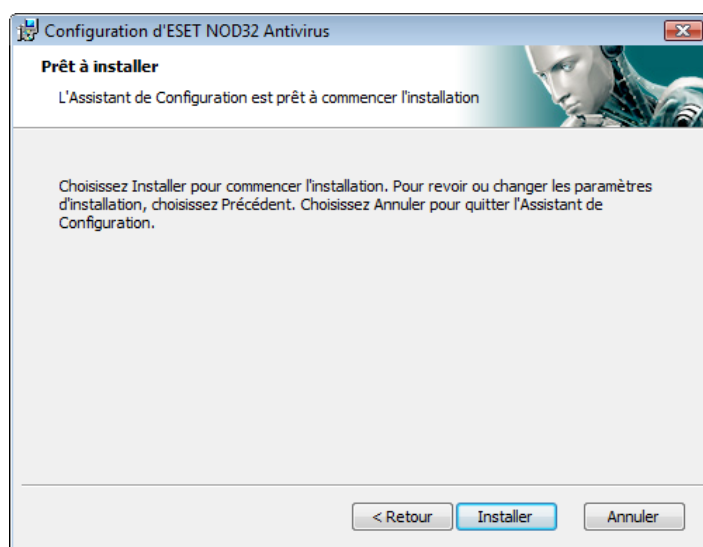 Configuration d'ESET NOD32 Antivirus
Prêt à installer
L'Assistant de Configuration est prêt à commencer l'installation
Choisissez Installer pour commencer l'installation. Pour revoir ou changer les paramètres
d'installation, choisissez Précédent. Choisissez Annuler pour quitter l'Assistant de
Configuration.
< Retour Installer Annuler